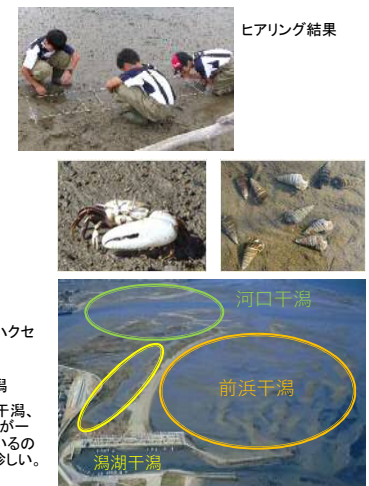 ヒアリング結果
河口干潟
前浜干潟
潟湖干潟
ハクセ
潟
干潟、
が一
いるの
珍しい。